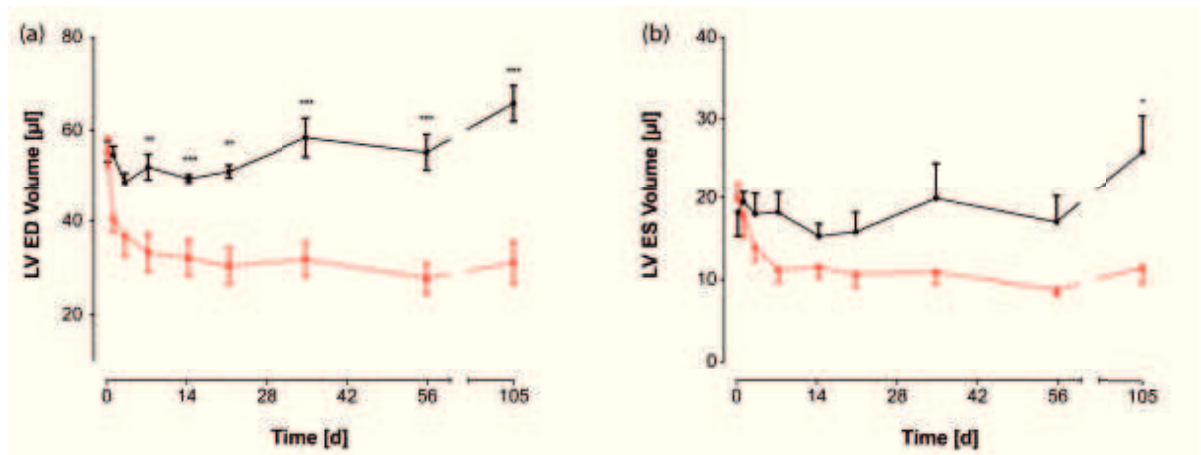 (a)
80
60
40
20
LV ED Volume [µl]
** *** ** *** *** ***
0 14 28 42 56 105
Time [d]
(b)
40
30
20
10
0
LV ES Volume [µl]
*
0 14 28 42 56 105
Time [d]